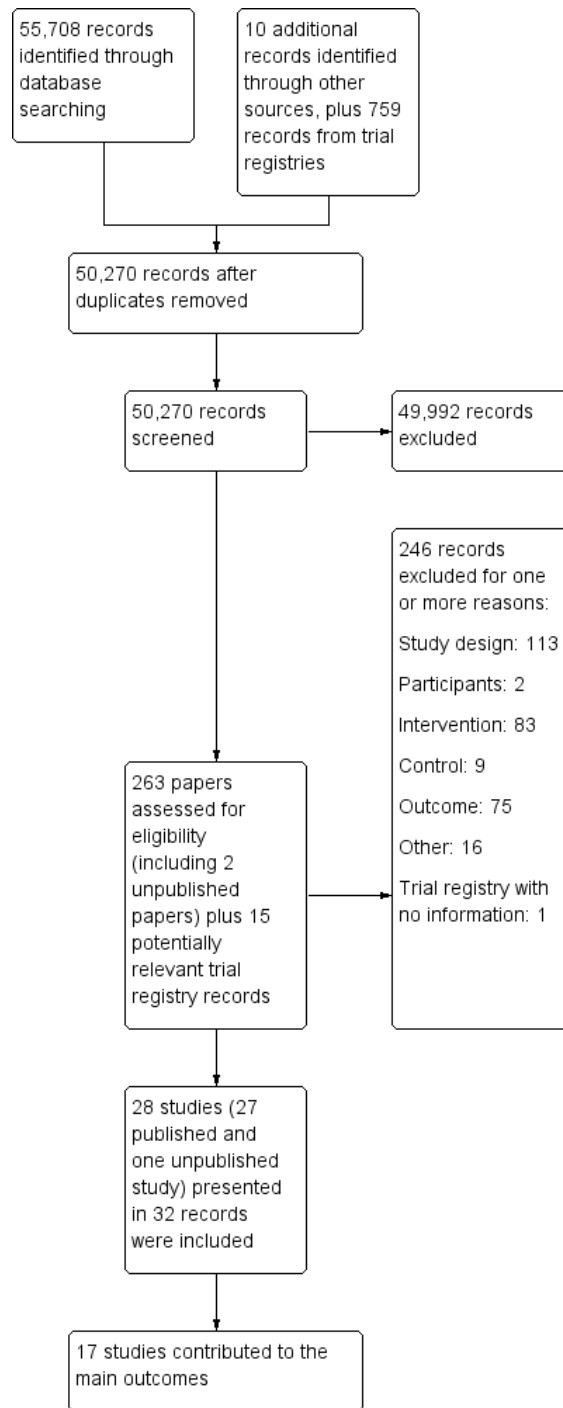 55,708 records
identified through
database
searching
10 additional
records identified
through other
sources, plus 759
records from trial
registries
50,270 records after
duplicates removed
50,270 records
screened
49,992 records
excluded
246 records
excluded for one
or more reasons:
Study design: 113
Participants: 2
Intervention: 83
Control: 9
Outcome: 75
Other: 16
Trial registry with
no information: 1
263 papers
assessed for
eligibility
(including 2
unpublished
papers) plus 15
potentially
relevant trial
registry records
28 studies (27
published and
one unpublished
study) presented
in 32 records
were included
17 studies contributed to the
main outcomes